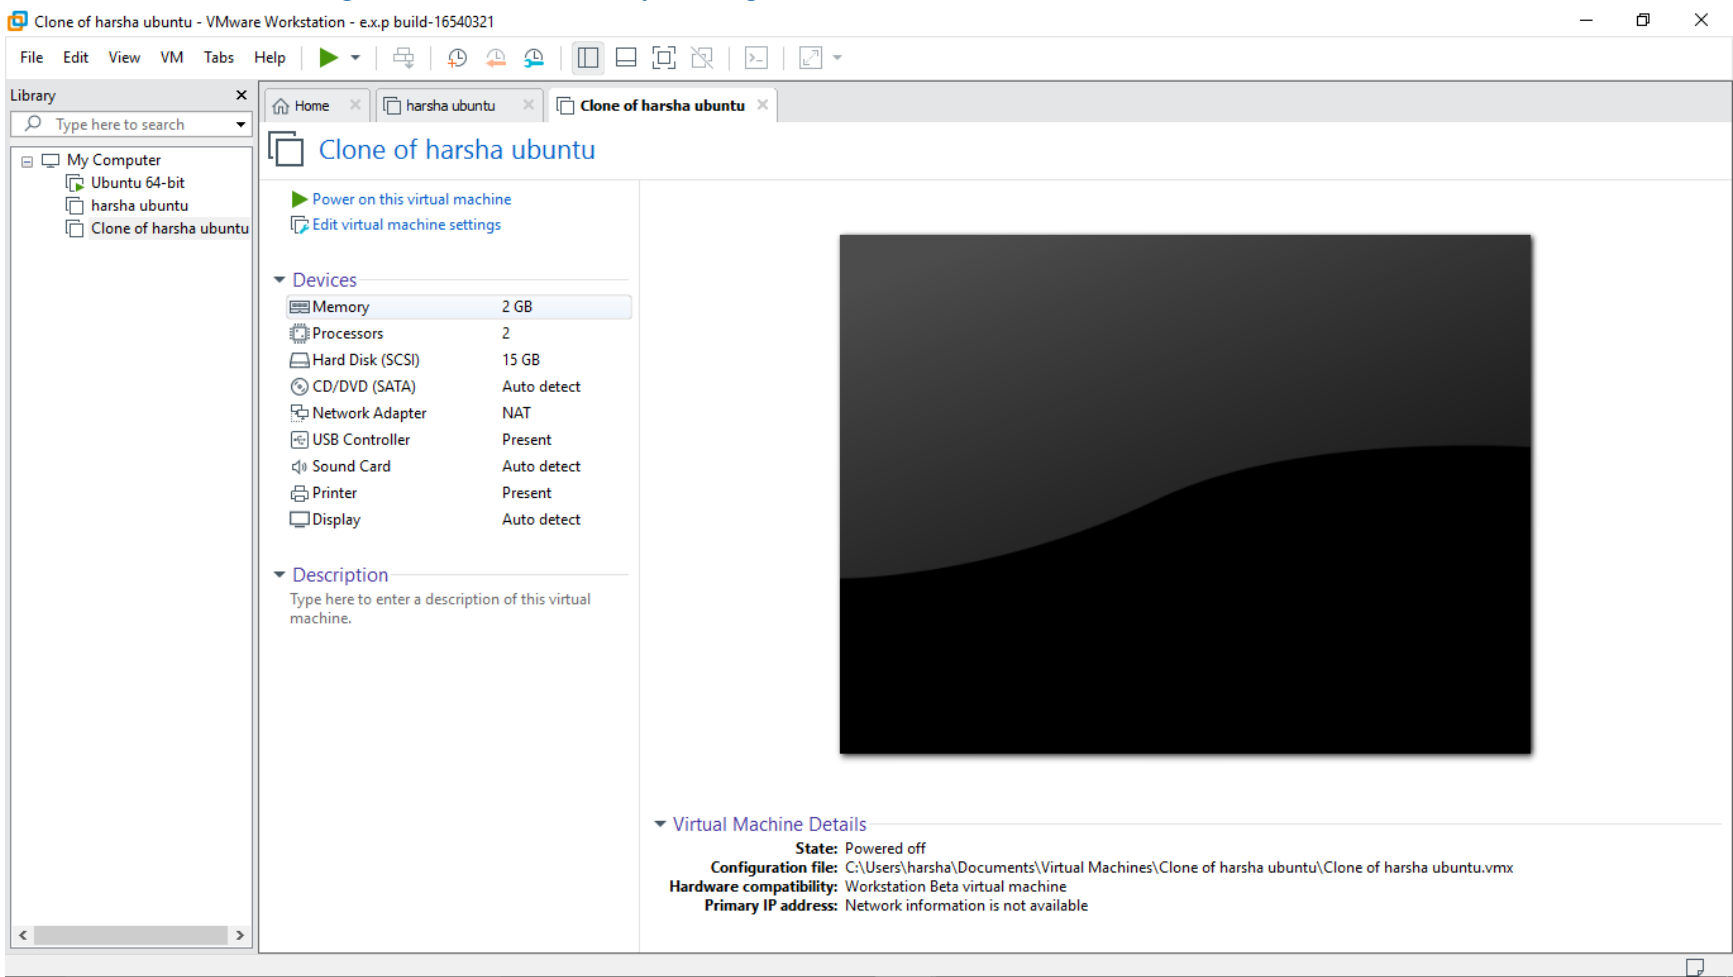 Clone of harsha ubuntu - VMware Workstation - e.x.p build-16540321
File Edit View VM Tabs Help
Library
Type here to search
My Computer
Ubuntu 64-bit
harsha ubuntu
Clone of harsha ubuntu
Home
harsha ubuntu
Clone of harsha ubuntu
Clone of harsha ubuntu
Power on this virtual machine
Edit virtual machine settings
Devices
Memory 2 GB
Processors 2
Hard Disk (SCSI) 15 GB
CD/DVD (SATA) Auto detect
Network Adapter NAT
USB Controller Present
Sound Card Auto detect
Printer Present
Display Auto detect
Description
Type here to enter a description of this virtual
machine.
Virtual Machine Details
State: Powered off
Configuration file: C:\Users\harsha\Documents\Virtual Machines\Clone of harsha ubuntu\Clone of harsha ubuntu.vmx
Hardware compatibility: Workstation Beta virtual machine
Primary IP address: Network information is not available